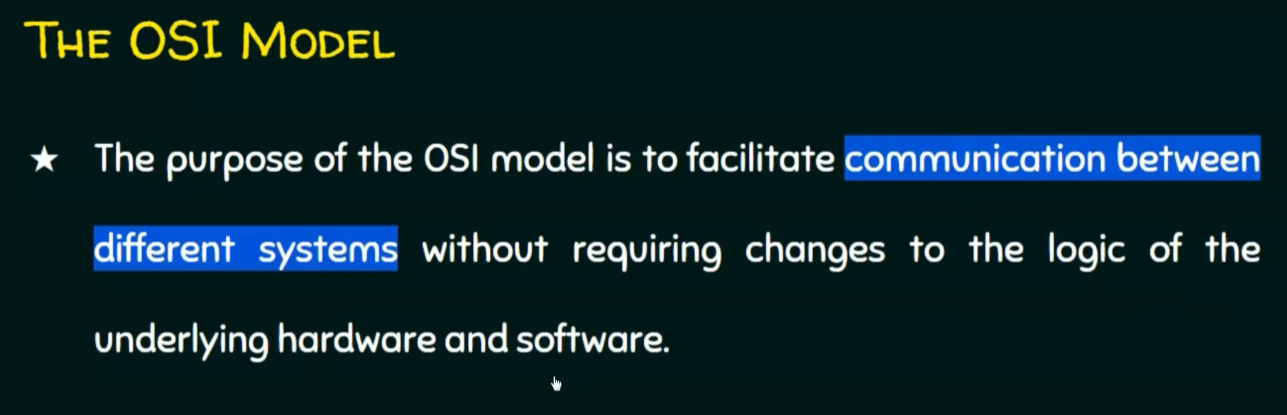 THE OSI MODEL
★ The purpose of the OSI model is to facilitate communication between
different systems without requiring changes to the logic of the
underlying hardware and software.